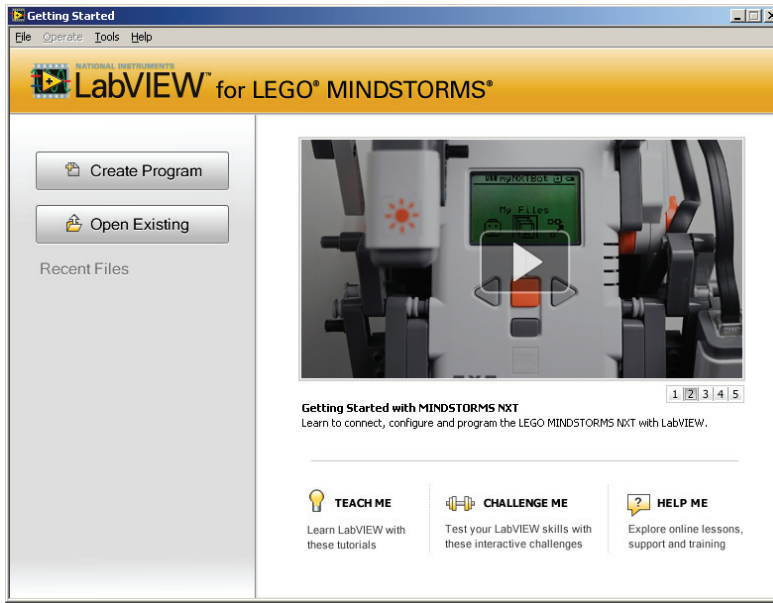 Getting Started
File Operate Tools Help
NATIONAL INSTRUMENTS
LabVIEW™ for LEGO® MINDSTORMS®
Create Program
Open Existing
Recent Files
myNXTBot
My Files
1 2 3 4 5
Getting Started with MINDSTORMS NXT
Learn to connect, configure and program the LEGO MINDSTORMS NXT with LabVIEW.
TEACH ME
Learn LabVIEW with
these tutorials
CHALLENGE ME
Test your LabVIEW skills with
these interactive challenges
HELP ME
Explore online lessons,
support and training